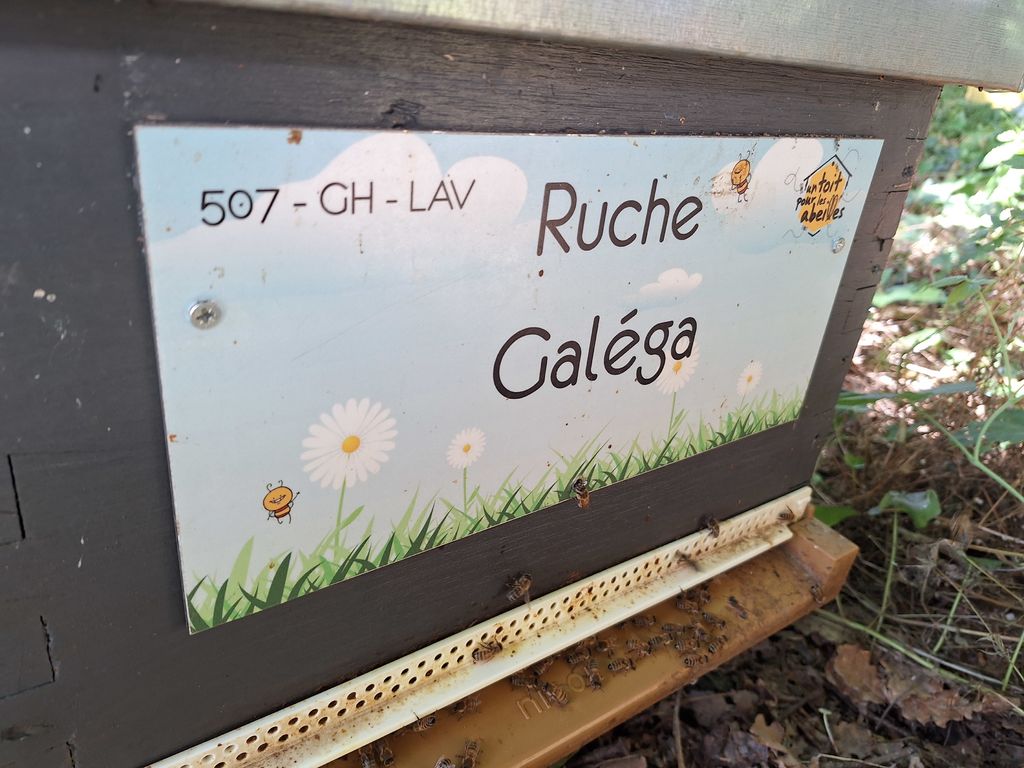 507 - GH - LAV
Ruche
Galéga
un toit
pour les
abeilles